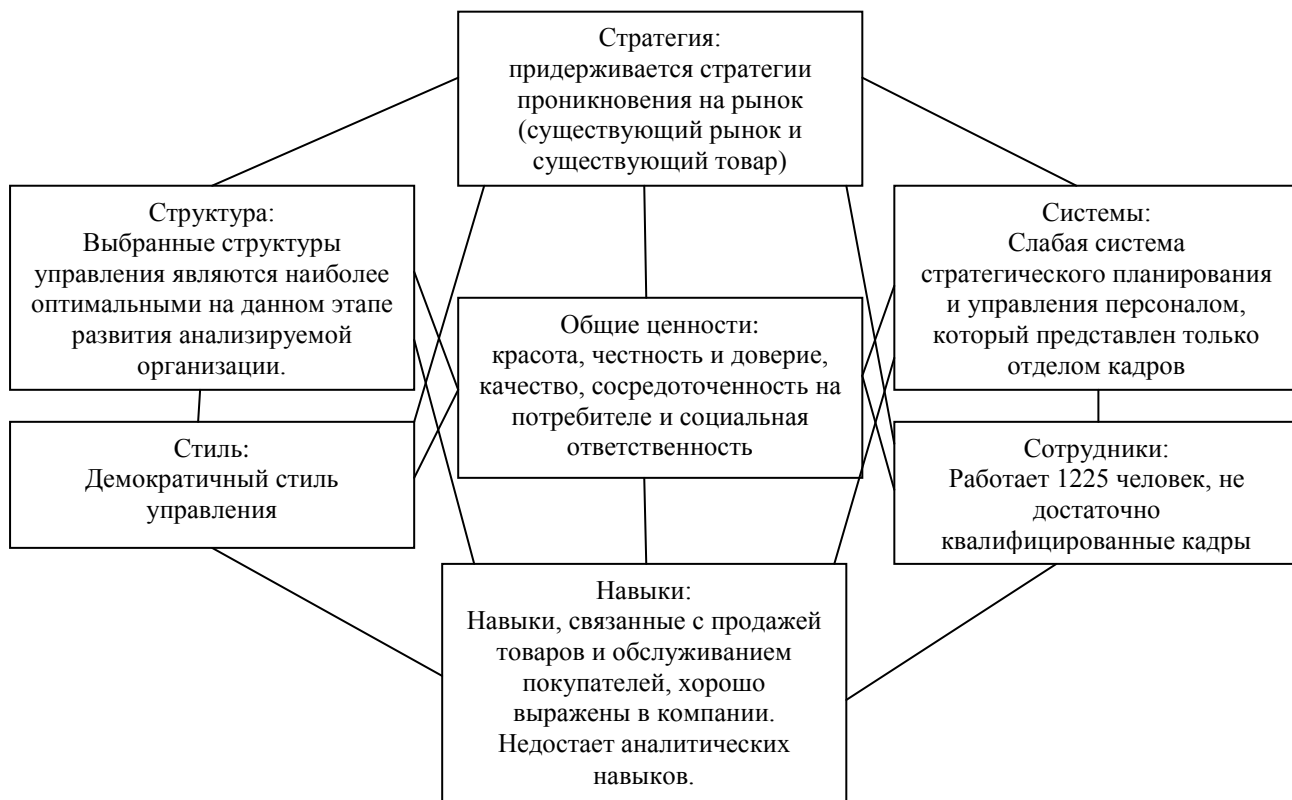 Стратегия:
придерживается стратегии
проникновения на рынок
(существующий рынок и
существующий товар)
Структура:
Выбранные структуры
управления являются наиболее
оптимальными на данном этапе
развития анализируемой
организации.
Системы:
Слабая система
стратегического планирования
и управления персоналом,
который представлен только
отделом кадров
Общие ценности:
красота, честность и доверие,
качество, сосредоточенность на
потребителе и социальная
ответственность
Стиль:
Демократичный стиль
управления
Сотрудники:
Работает 1225 человек, не
достаточно
квалифицированные кадры
Навыки:
Навыки, связанные с продажей
товаров и обслуживанием
покупателей, хорошо
выражены в компании.
Недостает аналитических
навыков.